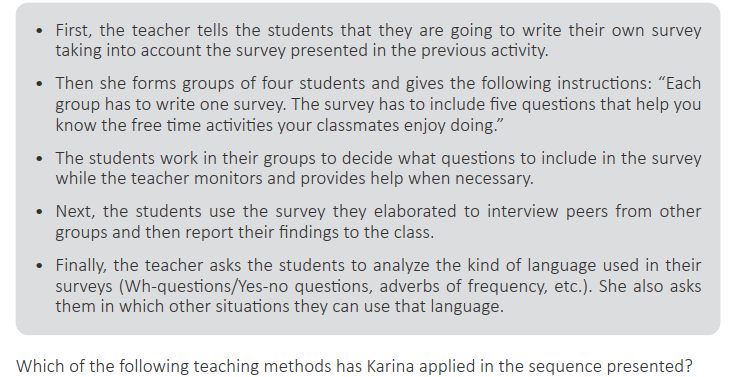 • First, the teacher tells the students that they are going to write their own survey
taking into account the survey presented in the previous activity.
• Then she forms groups of four students and gives the following instructions: “Each
group has to write one survey. The survey has to include five questions that help you
know the free time activities your classmates enjoy doing.”
• The students work in their groups to decide what questions to include in the survey
while the teacher monitors and provides help when necessary.
• Next, the students use the survey they elaborated to interview peers from other
groups and then report their findings to the class.
• Finally, the teacher asks the students to analyze the kind of language used in their
surveys (Wh-questions/Yes-no questions, adverbs of frequency, etc.). She also asks
them in which other situations they can use that language.
Which of the following teaching methods has Karina applied in the sequence presented?